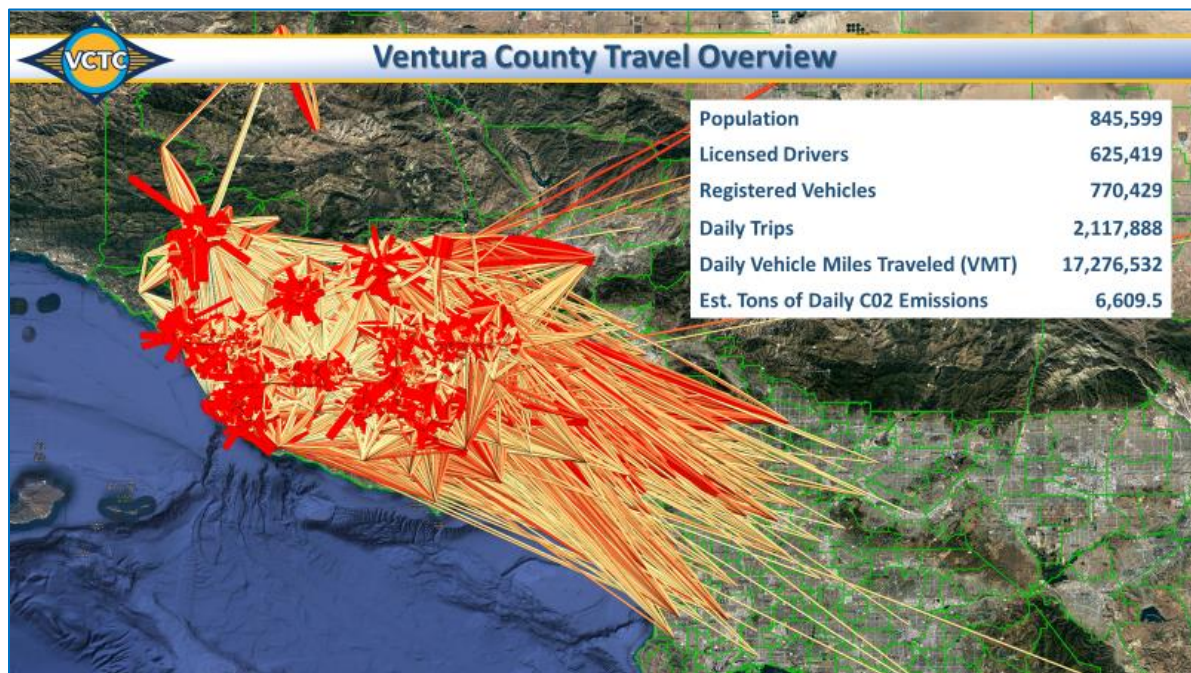 VCTC
Ventura County Travel Overview
Population 845,599
Licensed Drivers 625,419
Registered Vehicles 770,429
Daily Trips 2,117,888
Daily Vehicle Miles Traveled (VMT) 17,276,532
Est. Tons of Daily C02 Emissions 6,609.5